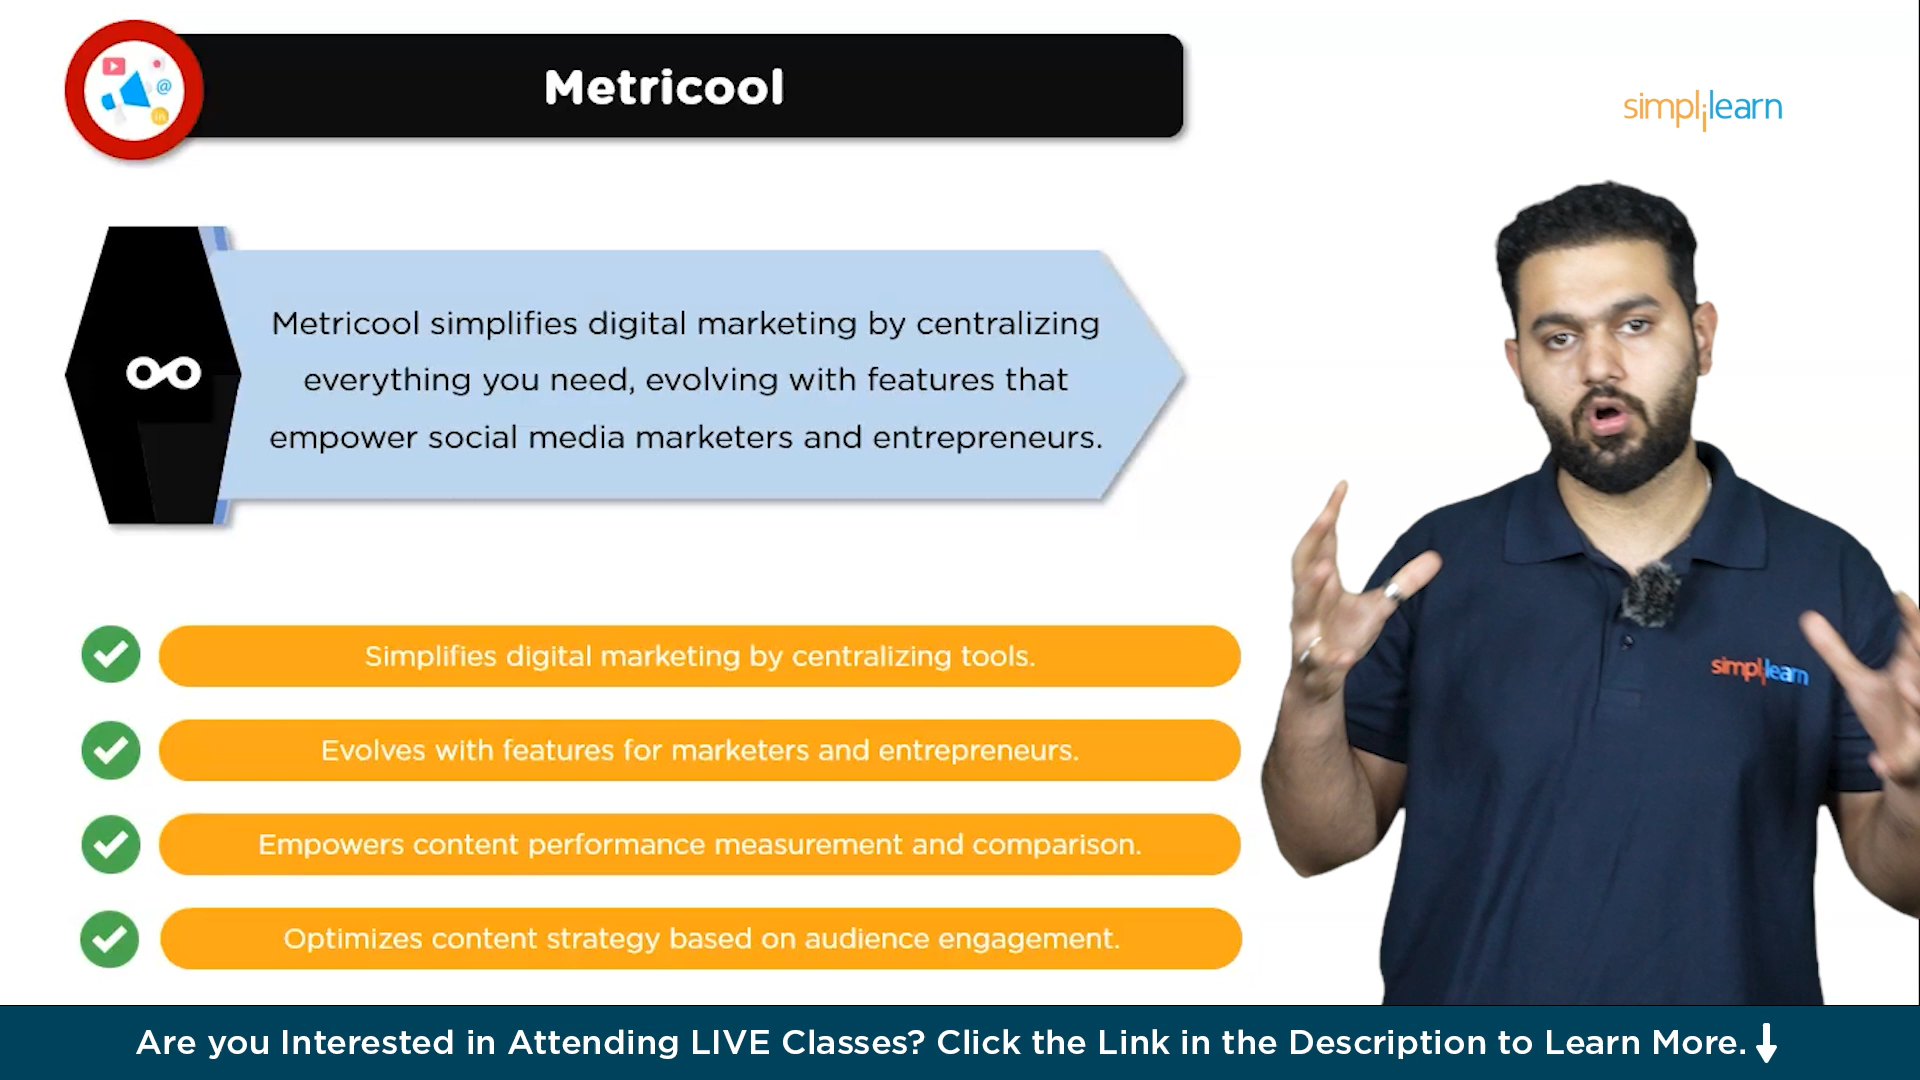 Metricool
simplilearn
Metricool simplifies digital marketing by centralizing
everything you need, evolving with features that
empower social media marketers and entrepreneurs.
Simplifies digital marketing by centralizing tools.
Evolves with features for marketers and entrepreneurs.
Empowers content performance measurement and comparison.
Optimizes content strategy based on audience engagement.
simplilearn
Are you Interested in Attending LIVE Classes? Click the Link in the Description to Learn More.